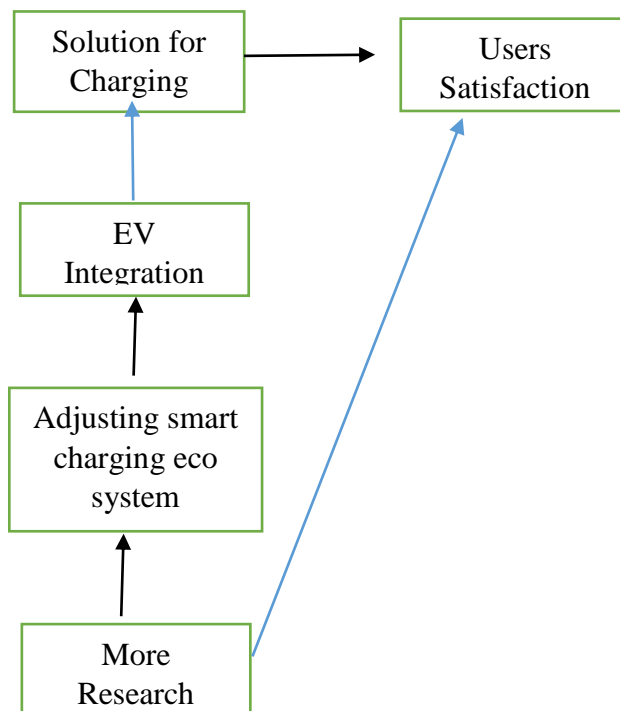 Solution for
Charging
Users
Satisfaction
EV
Integration
Adjusting smart
charging eco
system
More
Research